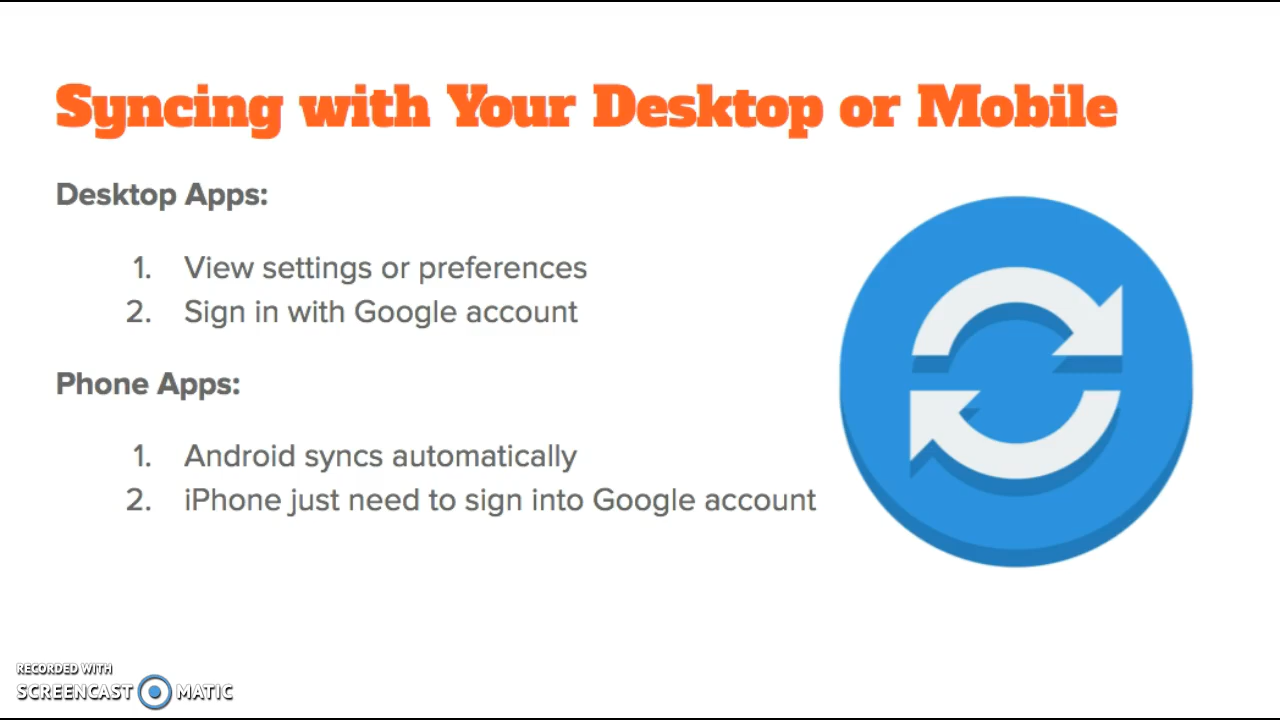 Syncing with Your Desktop or Mobile
Desktop Apps:
1. View settings or preferences
2. Sign in with Google account
Phone Apps:
1. Android syncs automatically
2. iPhone just need to sign into Google account
RECORDED WITH
SCREENCAST MATIC